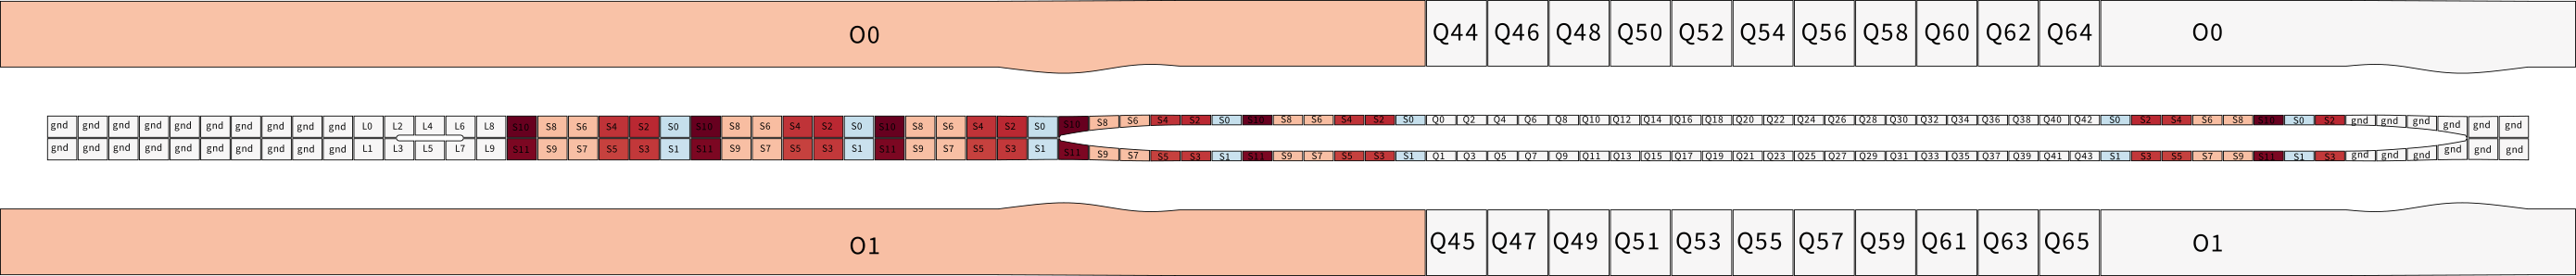 O0 Q44 Q46 Q48 Q50 Q52 Q54 Q56 Q58 Q60 Q62 Q64 O0
gnd gnd gnd gnd gnd gnd gnd gnd gnd gnd L0 L2 L4 L6 L8 S10 S8 S6 S4 S2 S0 S10 S8 S6 S4 S2 S0 S10 S8 S6 S4 S2 S0 S10 S8 S6 S4 S2 S0 S10 S8 S6 S4 S2 S0 Q0 Q2 Q4 Q6 Q8 Q10 Q12 Q14 Q16 Q18 Q20 Q22 Q24 Q26 Q28 Q30 Q32 Q34 Q36 Q38 Q40 Q42 S0 S2 S4 S6 S8 S10 S0 S2 gnd gnd gnd gnd gnd gnd
gnd gnd gnd gnd gnd gnd gnd gnd gnd gnd L1 L3 L5 L7 L9 S11 S9 S7 S5 S3 S1 S11 S9 S7 S5 S3 S1 S11 S9 S7 S5 S3 S1 S11 S9 S7 S5 S3 S1 S11 S9 S7 S5 S3 S1 Q1 Q3 Q5 Q7 Q9 Q11 Q13 Q15 Q17 Q19 Q21 Q23 Q25 Q27 Q29 Q31 Q33 Q35 Q37 Q39 Q41 Q43 S1 S3 S5 S7 S9 S11 S1 S3 gnd gnd gnd gnd gnd gnd
O1 Q45 Q47 Q49 Q51 Q53 Q55 Q57 Q59 Q61 Q63 Q65 O1